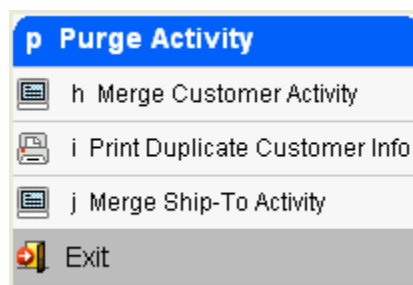 p Purge Activity
h Merge Customer Activity
i Print Duplicate Customer Info
j Merge Ship-To Activity
Exit